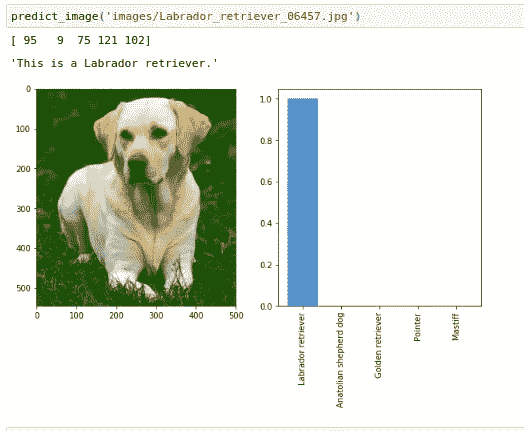 predict_image('images/Labrador_retriever_06457.jpg')
[ 95   9  75 121 102]
'This is a Labrador retriever.'
0
100
200
300
400
500
0 100 200 300 400 500
1.0
0.8
0.6
0.4
0.2
0.0
Labrador retriever
Anatolian shepherd dog
Golden retriever
Pointer
Mastiff